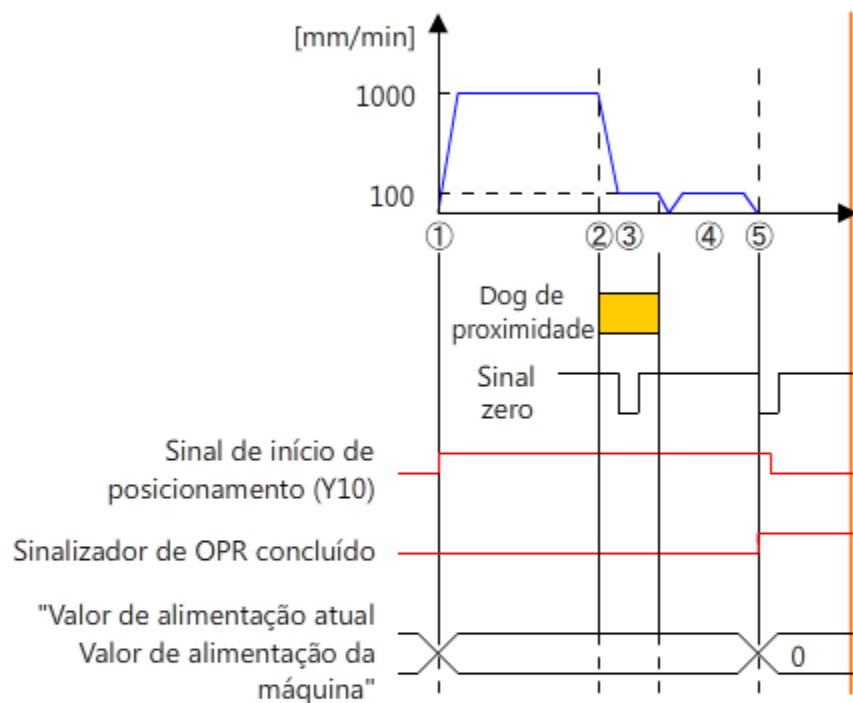 [mm/min]
1000
100
① ②③ ④ ⑤
Dog de
proximidade
Sinal
zero
Sinal de início de
posicionamento (Y10)
Sinalizador de OPR concluído
"Valor de alimentação atual
Valor de alimentação da
máquina"
0